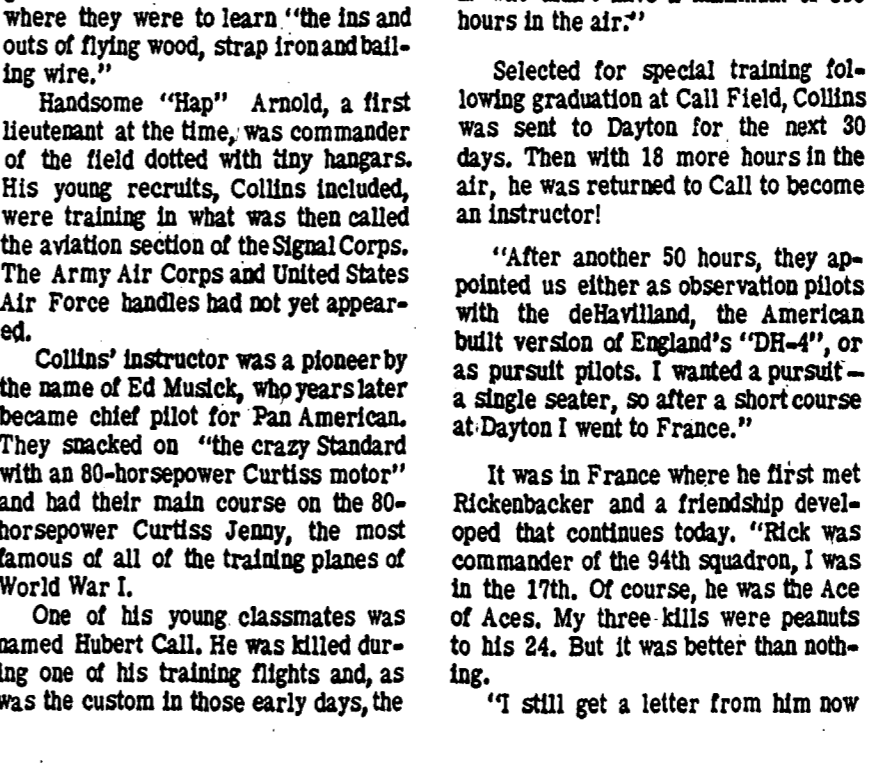 where they were to learn "the ins and
outs of flying wood, strap iron and bail-
ing wire."
Handsome "Hap" Arnold, a first
lieutenant at the time, was commander
of the field dotted with tiny hangars.
His young recruits, Collins included,
were training in what was then called
the aviation section of the Signal Corps.
The Army Air Corps and United States
Air Force handles had not yet appear-
ed.
Collins' instructor was a pioneer by
the name of Ed Musick, who years later
became chief pilot for Pan American.
They snacked on "the crazy Standard
with an 80-horsepower Curtiss motor"
and had their main course on the 80-
horsepower Curtiss Jenny, the most
famous of all of the training planes of
World War I.
One of his young classmates was
named Hubert Call. He was killed dur-
ing one of his training flights and, as
was the custom in those early days, the
hours in the air."
Selected for special training fol-
lowing graduation at Call Field, Collins
was sent to Dayton for the next 30
days. Then with 18 more hours in the
air, he was returned to Call to become
an instructor!
"After another 50 hours, they ap-
pointed us either as observation pilots
with the deHavilland, the American
built version of England's "DH-4", or
as pursuit pilots. I wanted a pursuit —
a single seater, so after a short course
at Dayton I went to France."
It was in France where he first met
Rickenbacker and a friendship devel-
oped that continues today. "Rick was
commander of the 94th squadron, I was
in the 17th. Of course, he was the Ace
of Aces. My three kills were peanuts
to his 24. But it was better than noth-
ing.
"I still get a letter from him now